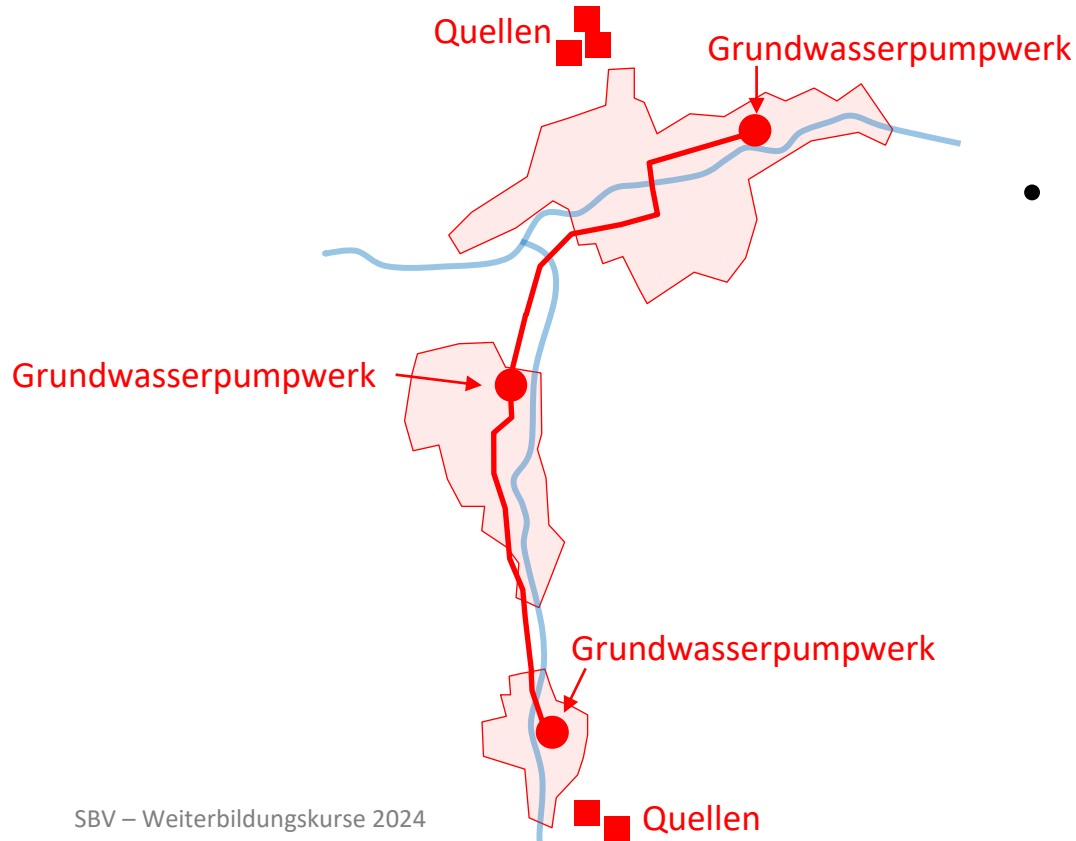 Quellen
Grundwasserpumpwerk
Grundwasserpumpwerk
Grundwasserpumpwerk
Quellen
SBV – Weiterbildungskurse 2024